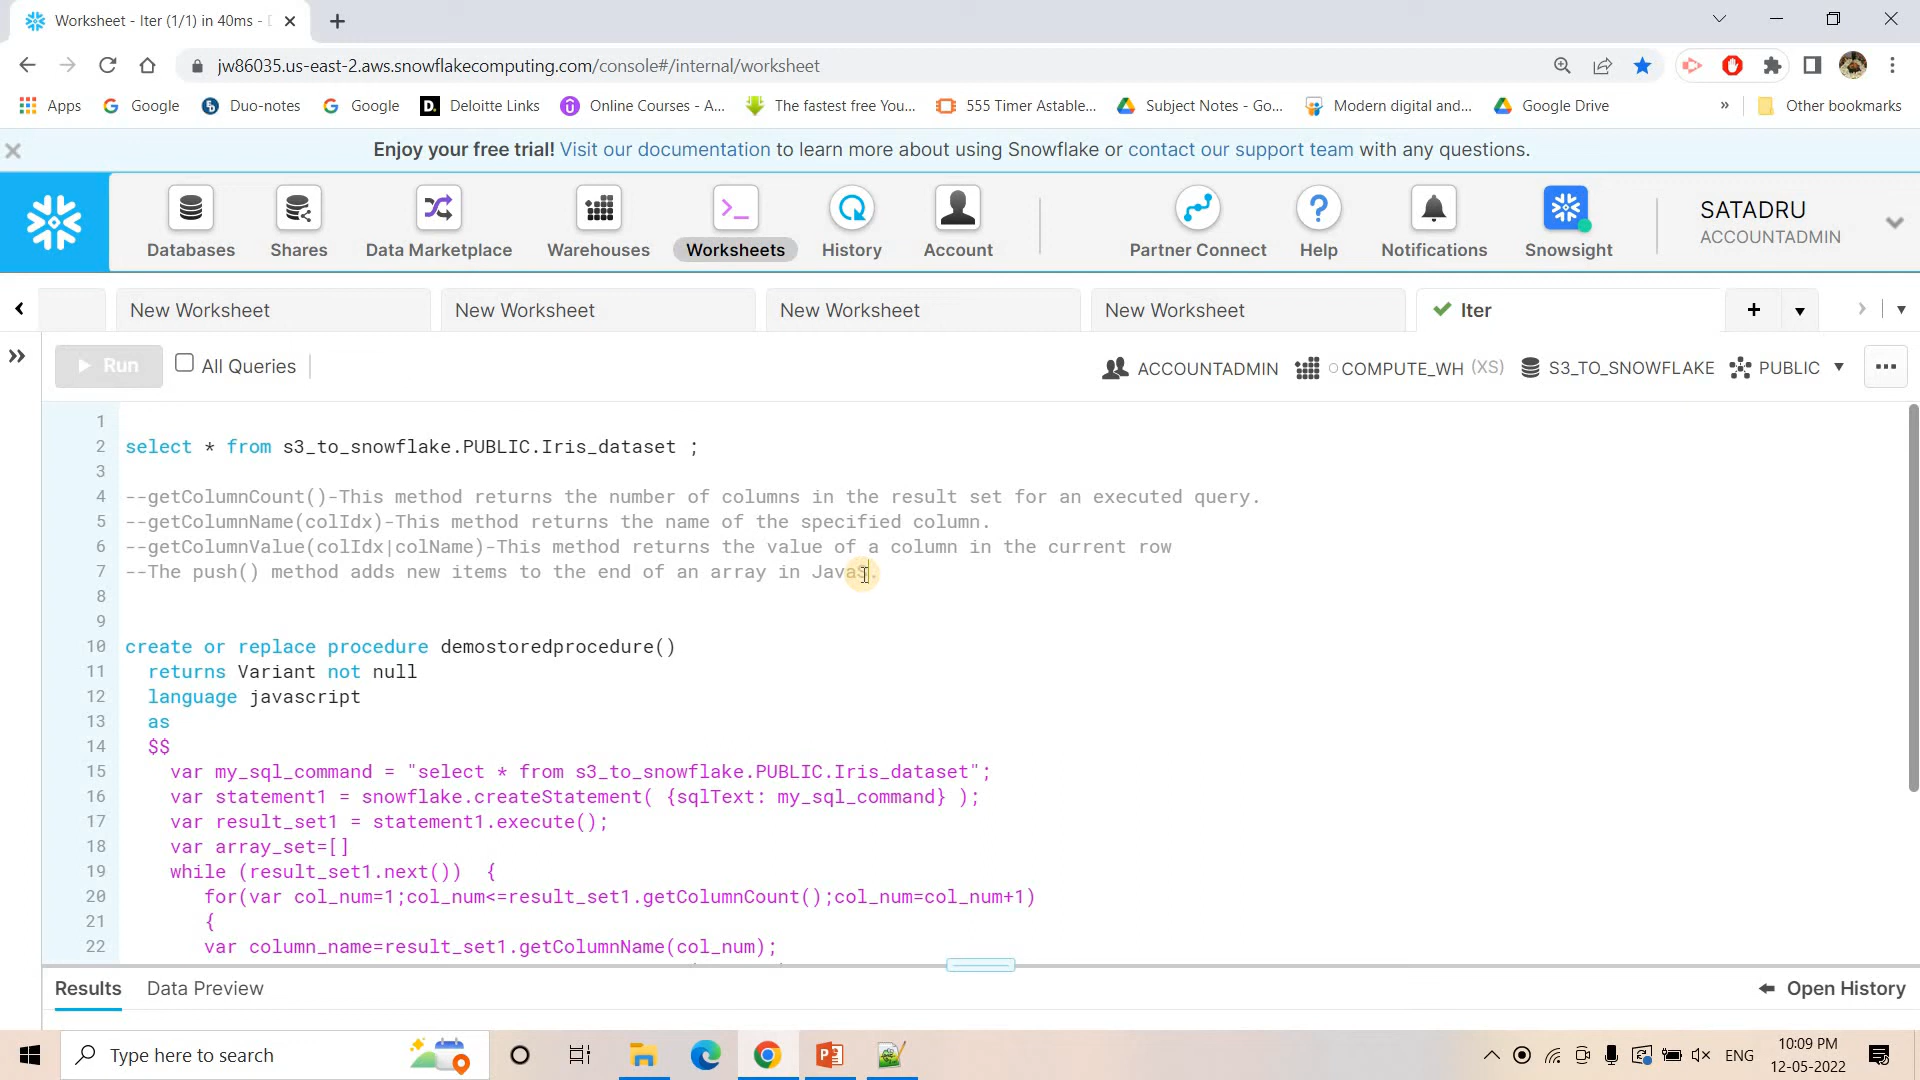 Worksheet - Iter (1/1) in 40ms -
jw86035.us-east-2.aws.snowflakecomputing.com/console#/internal/worksheet
Apps Google Duo-notes Google D. Deloitte Links Online Courses - A... The fastest free You... 555 Timer Astable... Subject Notes - Go... Modern digital and... Google Drive » Other bookmarks
Enjoy your free trial! Visit our documentation to learn more about using Snowflake or contact our support team with any questions.
Databases Shares Data Marketplace Warehouses Worksheets History Account Partner Connect Help Notifications Snowsight
SATADRU
ACCOUNTADMIN
New Worksheet New Worksheet New Worksheet New Worksheet Iter
Run All Queries ACCOUNTADMIN COMPUTE_WH (XS) S3_TO_SNOWFLAKE PUBLIC
1
2 select * from s3_to_snowflake.PUBLIC.Iris_dataset ;
3
4 --getColumnCount()-This method returns the number of columns in the result set for an executed query.
5 --getColumnName(colIdx)-This method returns the name of the specified column.
6 --getColumnValue(colIdx|colName)-This method returns the value of a column in the current row
7 --The push() method adds new items to the end of an array in JavaS.
8
9
10 create or replace procedure demostoredprocedure()
11 returns Variant not null
12 language javascript
13 as
14 $$
15 var my_sql_command = "select * from s3_to_snowflake.PUBLIC.Iris_dataset";
16 var statement1 = snowflake.createStatement( {sqlText: my_sql_command} );
17 var result_set1 = statement1.execute();
18 var array_set=[]
19 while (result_set1.next()) {
20 for(var col_num=1;col_num<=result_set1.getColumnCount();col_num=col_num+1)
21 {
22 var column_name=result_set1.getColumnName(col_num);
Results Data Preview Open History
Type here to search
ENG
10:09 PM
12-05-2022